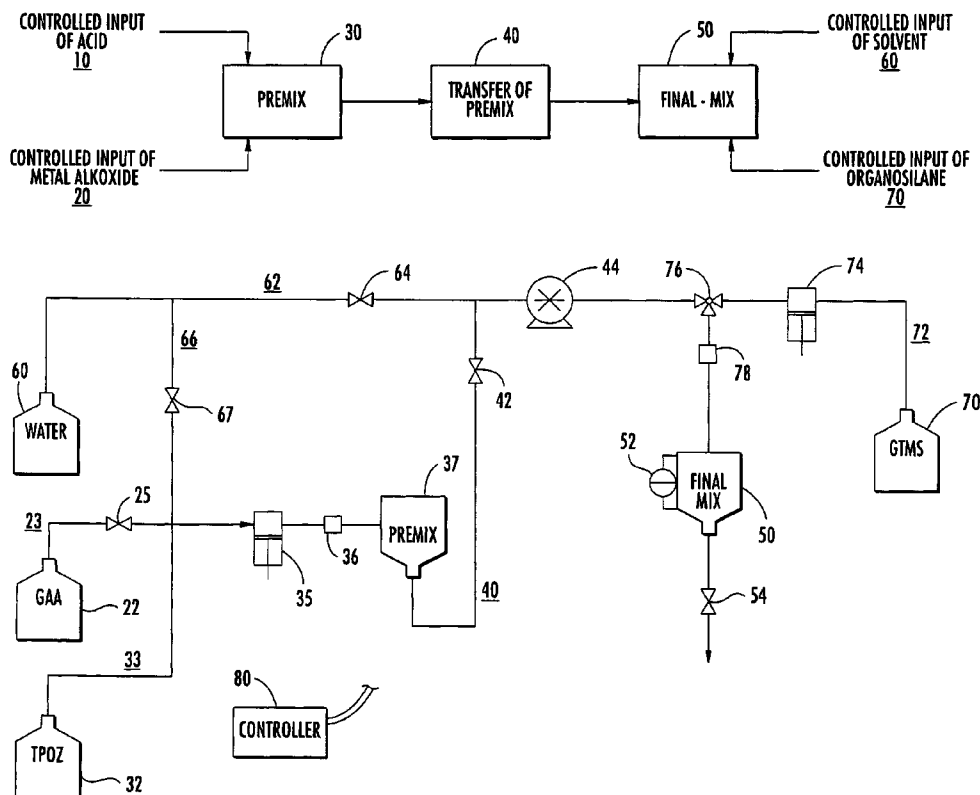 CONTROLLED INPUT
OF ACID
10
30
40
50
CONTROLLED INPUT
OF SOLVENT
60
PREMIX
TRANSFER OF
PREMIX
FINAL - MIX
CONTROLLED INPUT OF
METAL ALKOXIDE
20
CONTROLLED INPUT OF
ORGANOSILANE
70
62
64
44
76
74
66
72
60
67
42
78
70
WATER
GTMS
52
37
FINAL
MIX
25
23
PREMIX
50
36
35
GAA
22
40
54
33
80
CONTROLLER
TPOZ
32